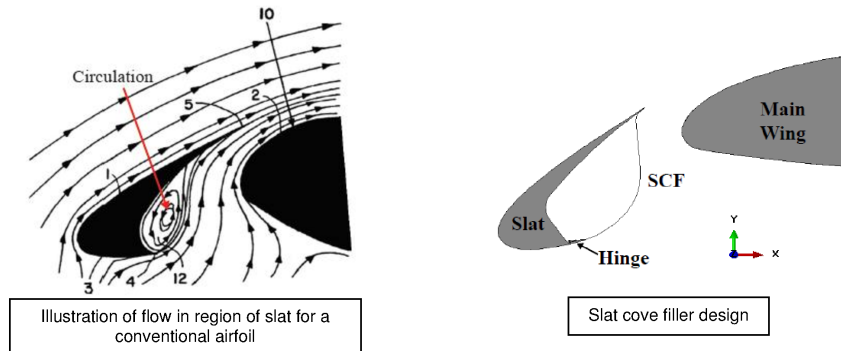 10
Circulation
5
2
1
3
4
12
Illustration of flow in region of slat for a
conventional airfoil
Main
Wing
SCF
Slat
Hinge
Y
X
Slat cove filler design